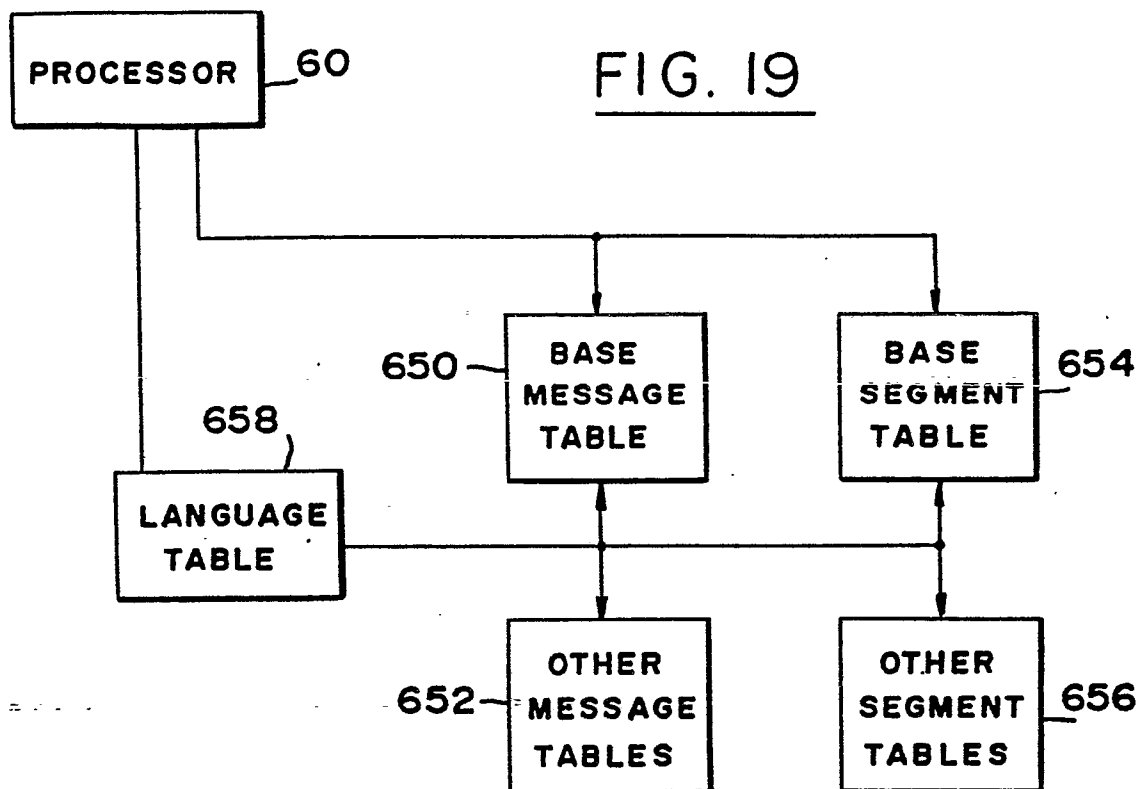 PROCESSOR
60
FIG. 19
650
BASE
MESSAGE
TABLE
BASE
SEGMENT
TABLE
654
658
LANGUAGE
TABLE
652
OTHER
MESSAGE
TABLES
OTHER
SEGMENT
TABLES
656